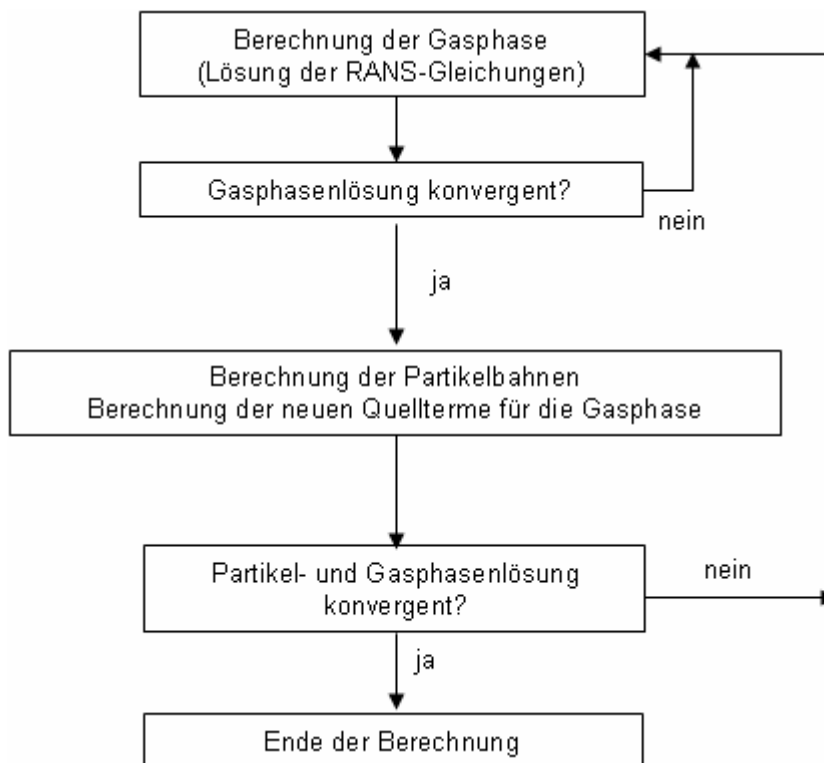 Berechnung der Gasphase
(Lösung der RANS-Gleichungen)
Gasphasenlösung konvergent?
nein
ja
Berechnung der Partikelbahnen
Berechnung der neuen Quellterme für die Gasphase
Partikel- und Gasphasenlösung
konvergent?
nein
ja
Ende der Berechnung